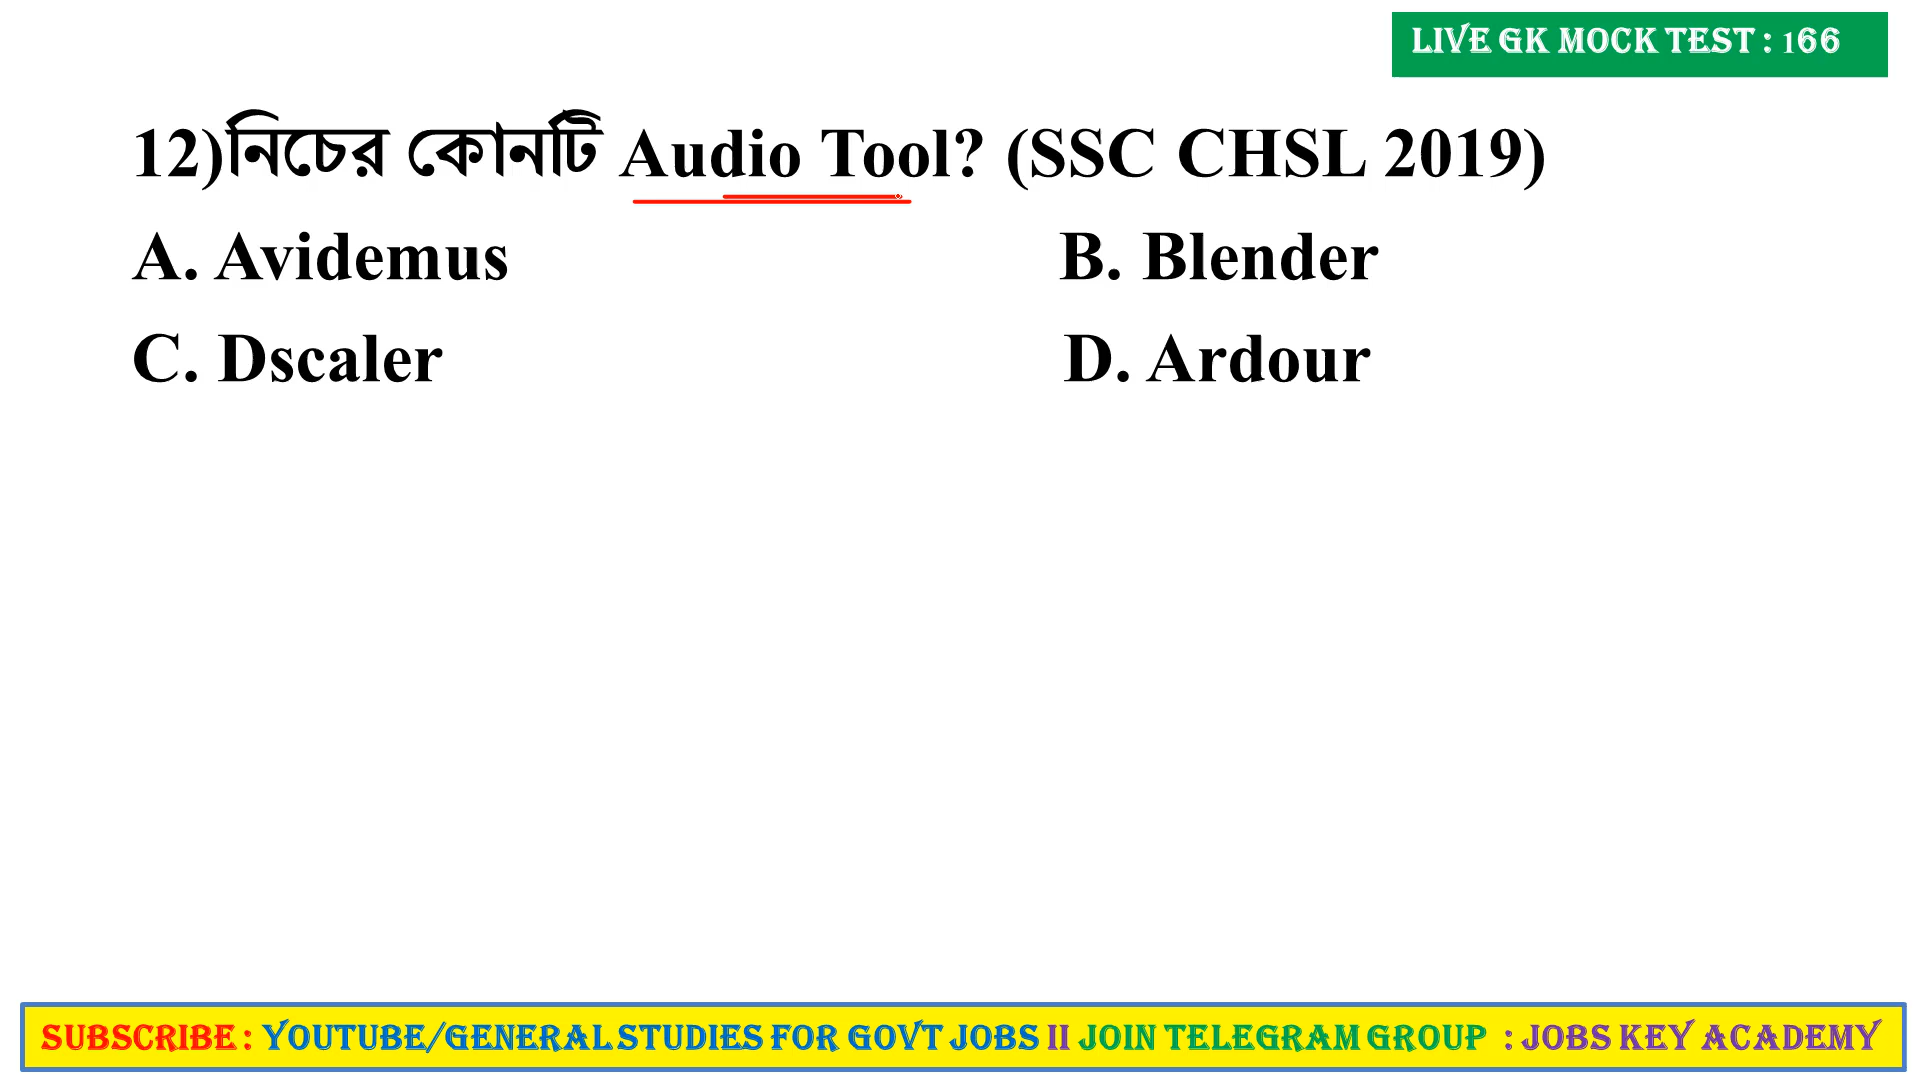 LIVE GK MOCK TEST : 166
12)নিচের কোনটি Audio Tool? (SSC CHSL 2019)
A. Avidemus B. Blender
C. Dscaler D. Ardour
SUBSCRIBE : YOUTUBE/GENERAL STUDIES FOR GOVT JOBS II JOIN TELEGRAM GROUP : JOBS KEY ACADEMY